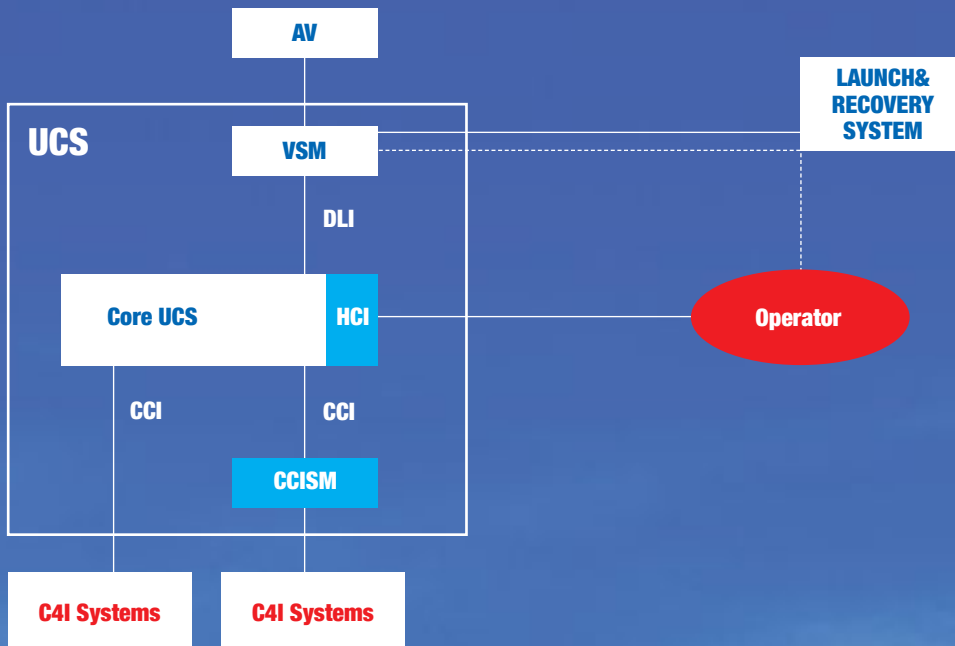 AV
LAUNCH&
RECOVERY
SYSTEM
UCS
VSM
DLI
Core UCS
HCI
Operator
CCI
CCI
CCISM
C4I Systems
C4I Systems